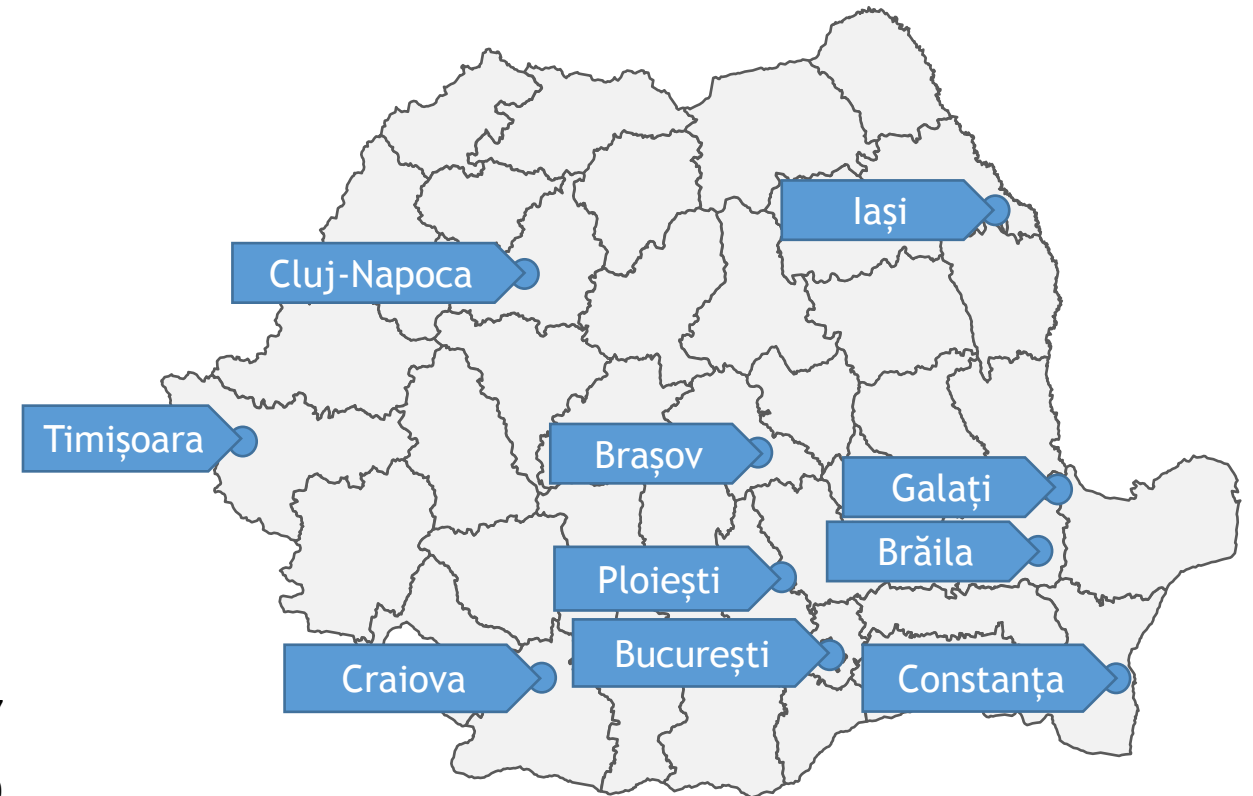 Iași
Cluj-Napoca
Timișoara
Brașov
Galați
Brăila
Ploiești
București
Craiova
Constanța